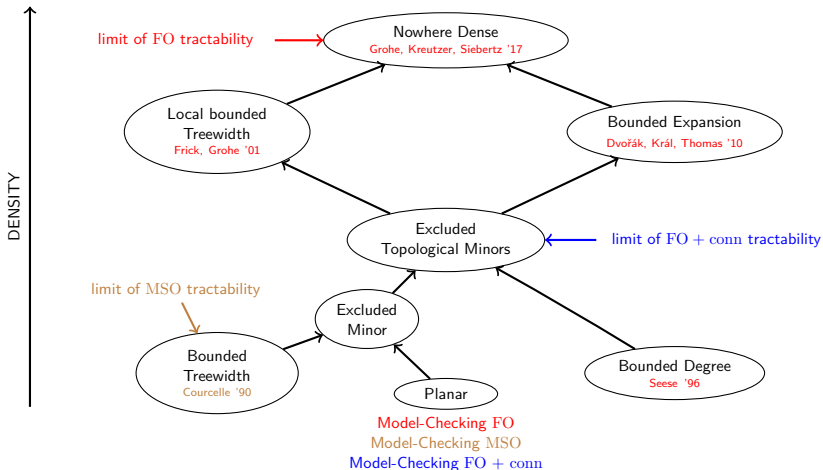 limit of FO tractability
Nowhere Dense
Grohe, Kreutzer, Siebertz '17
Local bounded
Treewidth
Frick, Grohe '01
Bounded Expansion
Dvořák, Král, Thomas '10
DENSITY
Excluded
Topological Minors
limit of FO + conn tractability
limit of MSO tractability
Excluded
Minor
Bounded
Treewidth
Courcelle '90
Bounded Degree
Seese '96
Planar
Model-Checking FO
Model-Checking MSO
Model-Checking FO + conn